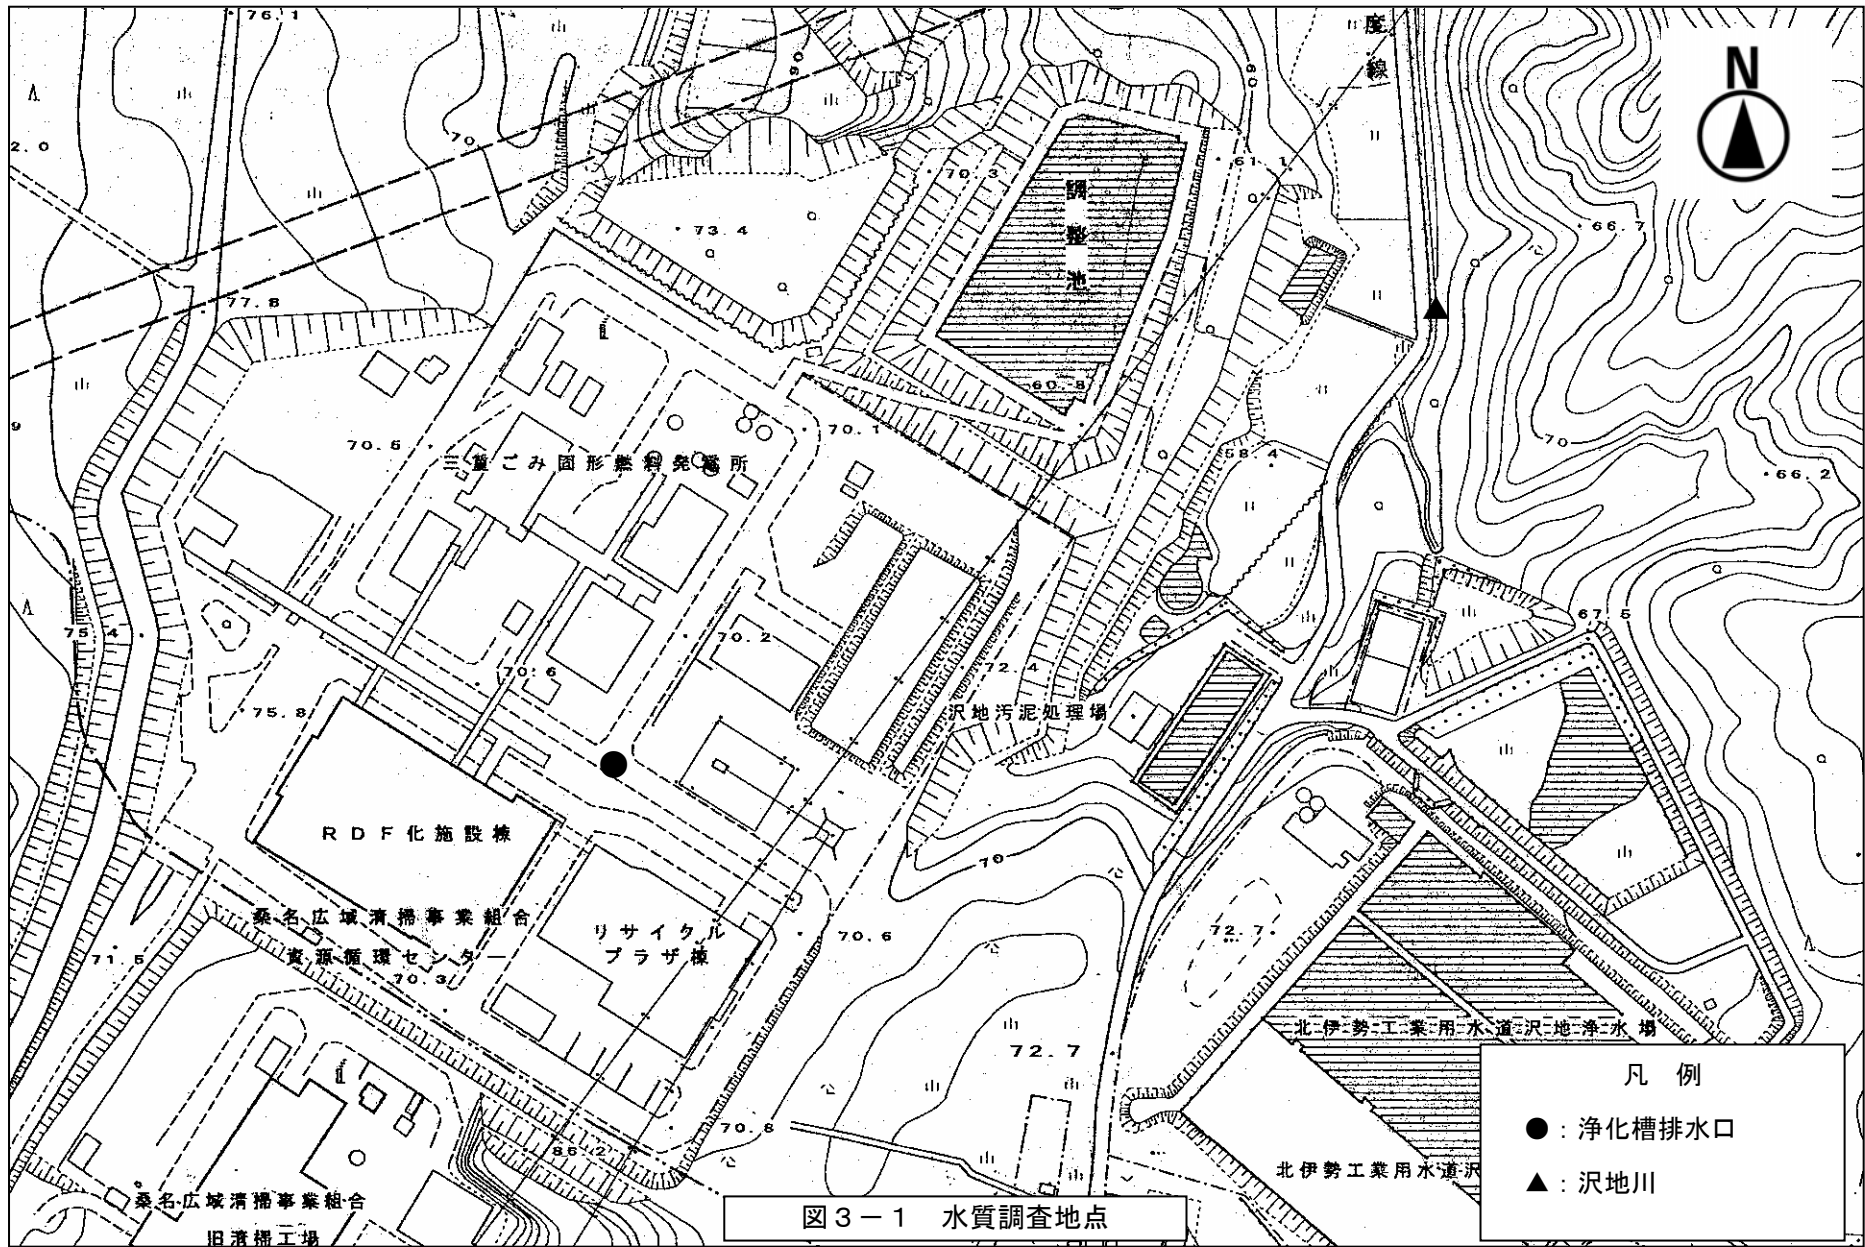 76.1
度
線
N
90
60
2.0
70
61.1
70.3
調整池
66.7
73.4
77.8
60.8
9
70.5
70.1
三重ごみ固形燃料発電所
58.4
70
66.2
67.5
75.4
70.2
70.6
72.4
75.8
沢地汚泥処理場
RDF化施設棟
70
桑名広域清掃事業組合
資源循環センター
リサイクル
プラザ棟
70.6
72.7
71.5
70.3
北伊勢工業用水道沢地浄水場
72.7
70.8
86.2
北伊勢工業用水道沢
桑名広域清掃事業組合
旧清掃工場
凡 例
●：浄化槽排水口
▲：沢地川
図3－1 水質調査地点